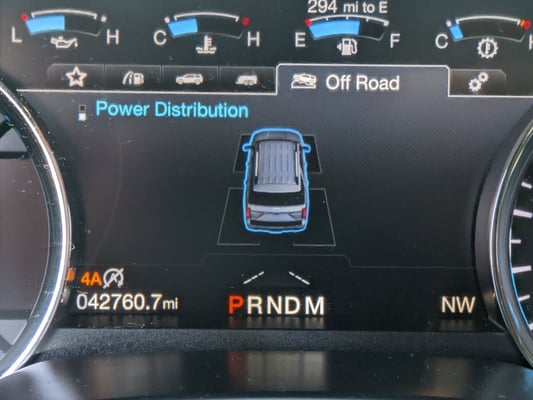 294 mi to E
L H C H E F C H
Off Road
Power Distribution
4A
042760.7mi PRNDM NW